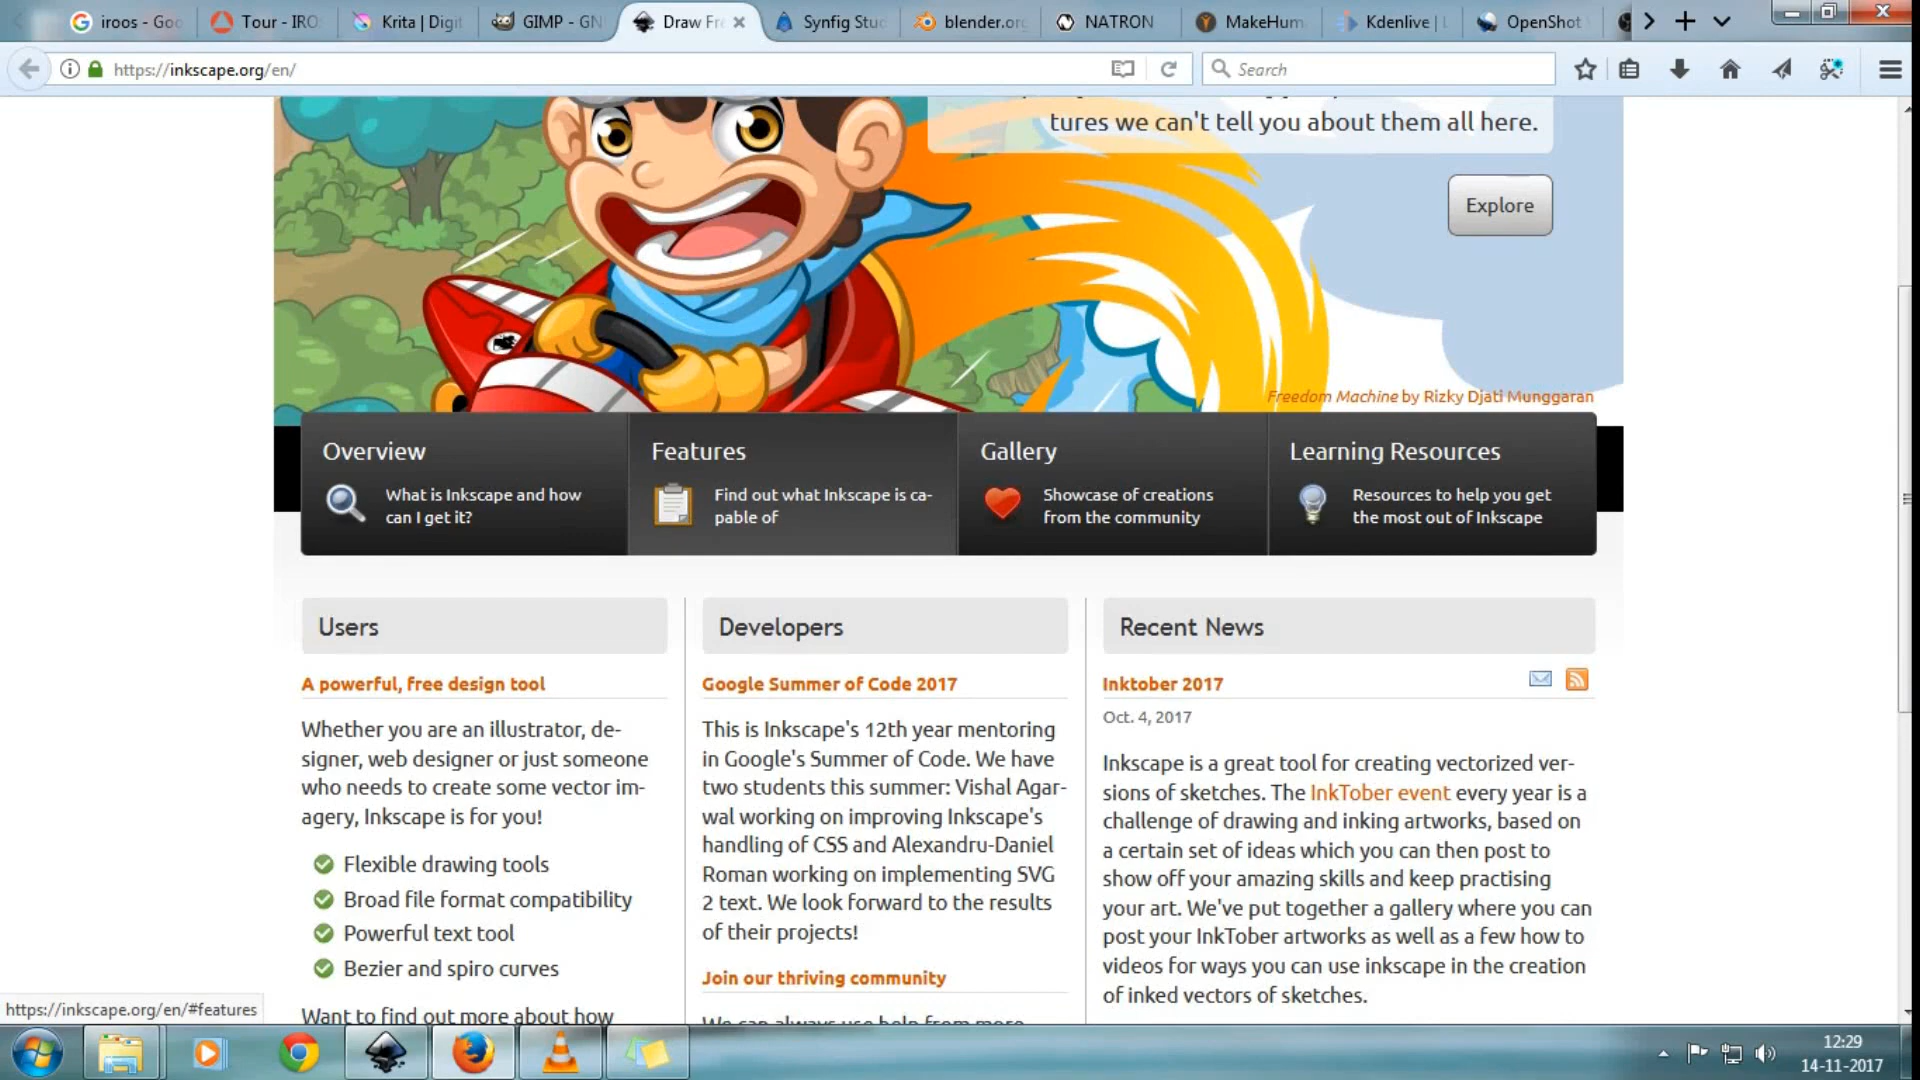 iroos - Goo
Tour - IRO
Krita | Digit
GIMP - GN
Draw Fr
Synfig Stu
blender.org
NATRON
MakeHum
Kdenlive |
OpenShot
https://inkscape.org/en/
Search
tures we can't tell you about them all here.
Explore
Freedom Machine by Rizky Djati Munggaran
Overview
What is Inkscape and how
can I get it?
Features
Find out what Inkscape is ca-
pable of
Gallery
Showcase of creations
from the community
Learning Resources
Resources to help you get
the most out of Inkscape
Users
A powerful, free design tool
Whether you are an illustrator, de-
signer, web designer or just someone
who needs to create some vector im-
agery, Inkscape is for you!
Flexible drawing tools
Broad file format compatibility
Powerful text tool
Bezier and spiro curves
Want to find out more about how
Developers
Google Summer of Code 2017
This is Inkscape's 12th year mentoring
in Google's Summer of Code. We have
two students this summer: Vishal Agar-
wal working on improving Inkscape's
handling of CSS and Alexandru-Daniel
Roman working on implementing SVG
2 text. We look forward to the results
of their projects!
Join our thriving community
We can always use help from more
Recent News
Inktober 2017
Oct. 4, 2017
Inkscape is a great tool for creating vectorized ver-
sions of sketches. The InkTober event every year is a
challenge of drawing and inking artworks, based on
a certain set of ideas which you can then post to
show off your amazing skills and keep practising
your art. We've put together a gallery where you can
post your InkTober artworks as well as a few how to
videos for ways you can use inkscape in the creation
of inked vectors of sketches.
https://inkscape.org/en/#features
12:29
14-11-2017